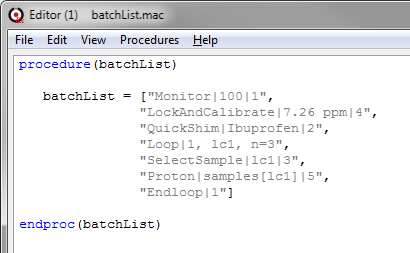 Editor (1) batchList.mac
File Edit View Procedures Help
procedure(batchList)
batchList = ["Monitor|100|1",
"LockAndCalibrate|7.26 ppm|4",
"QuickShim|Ibuprofen|2",
"Loop|1, lc1, n=3",
"SelectSample|lc1|3",
"Proton|samples[lc1]|5",
"Endloop|1"]
endproc(batchList)